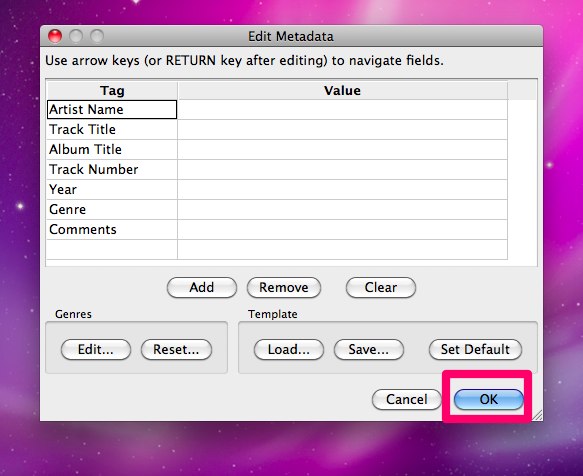 Edit Metadata
Use arrow keys (or RETURN key after editing) to navigate fields.
Tag Value
Artist Name
Track Title
Album Title
Track Number
Year
Genre
Comments
Add Remove Clear
Genres Template
Edit... Reset... Load... Save... Set Default
Cancel OK